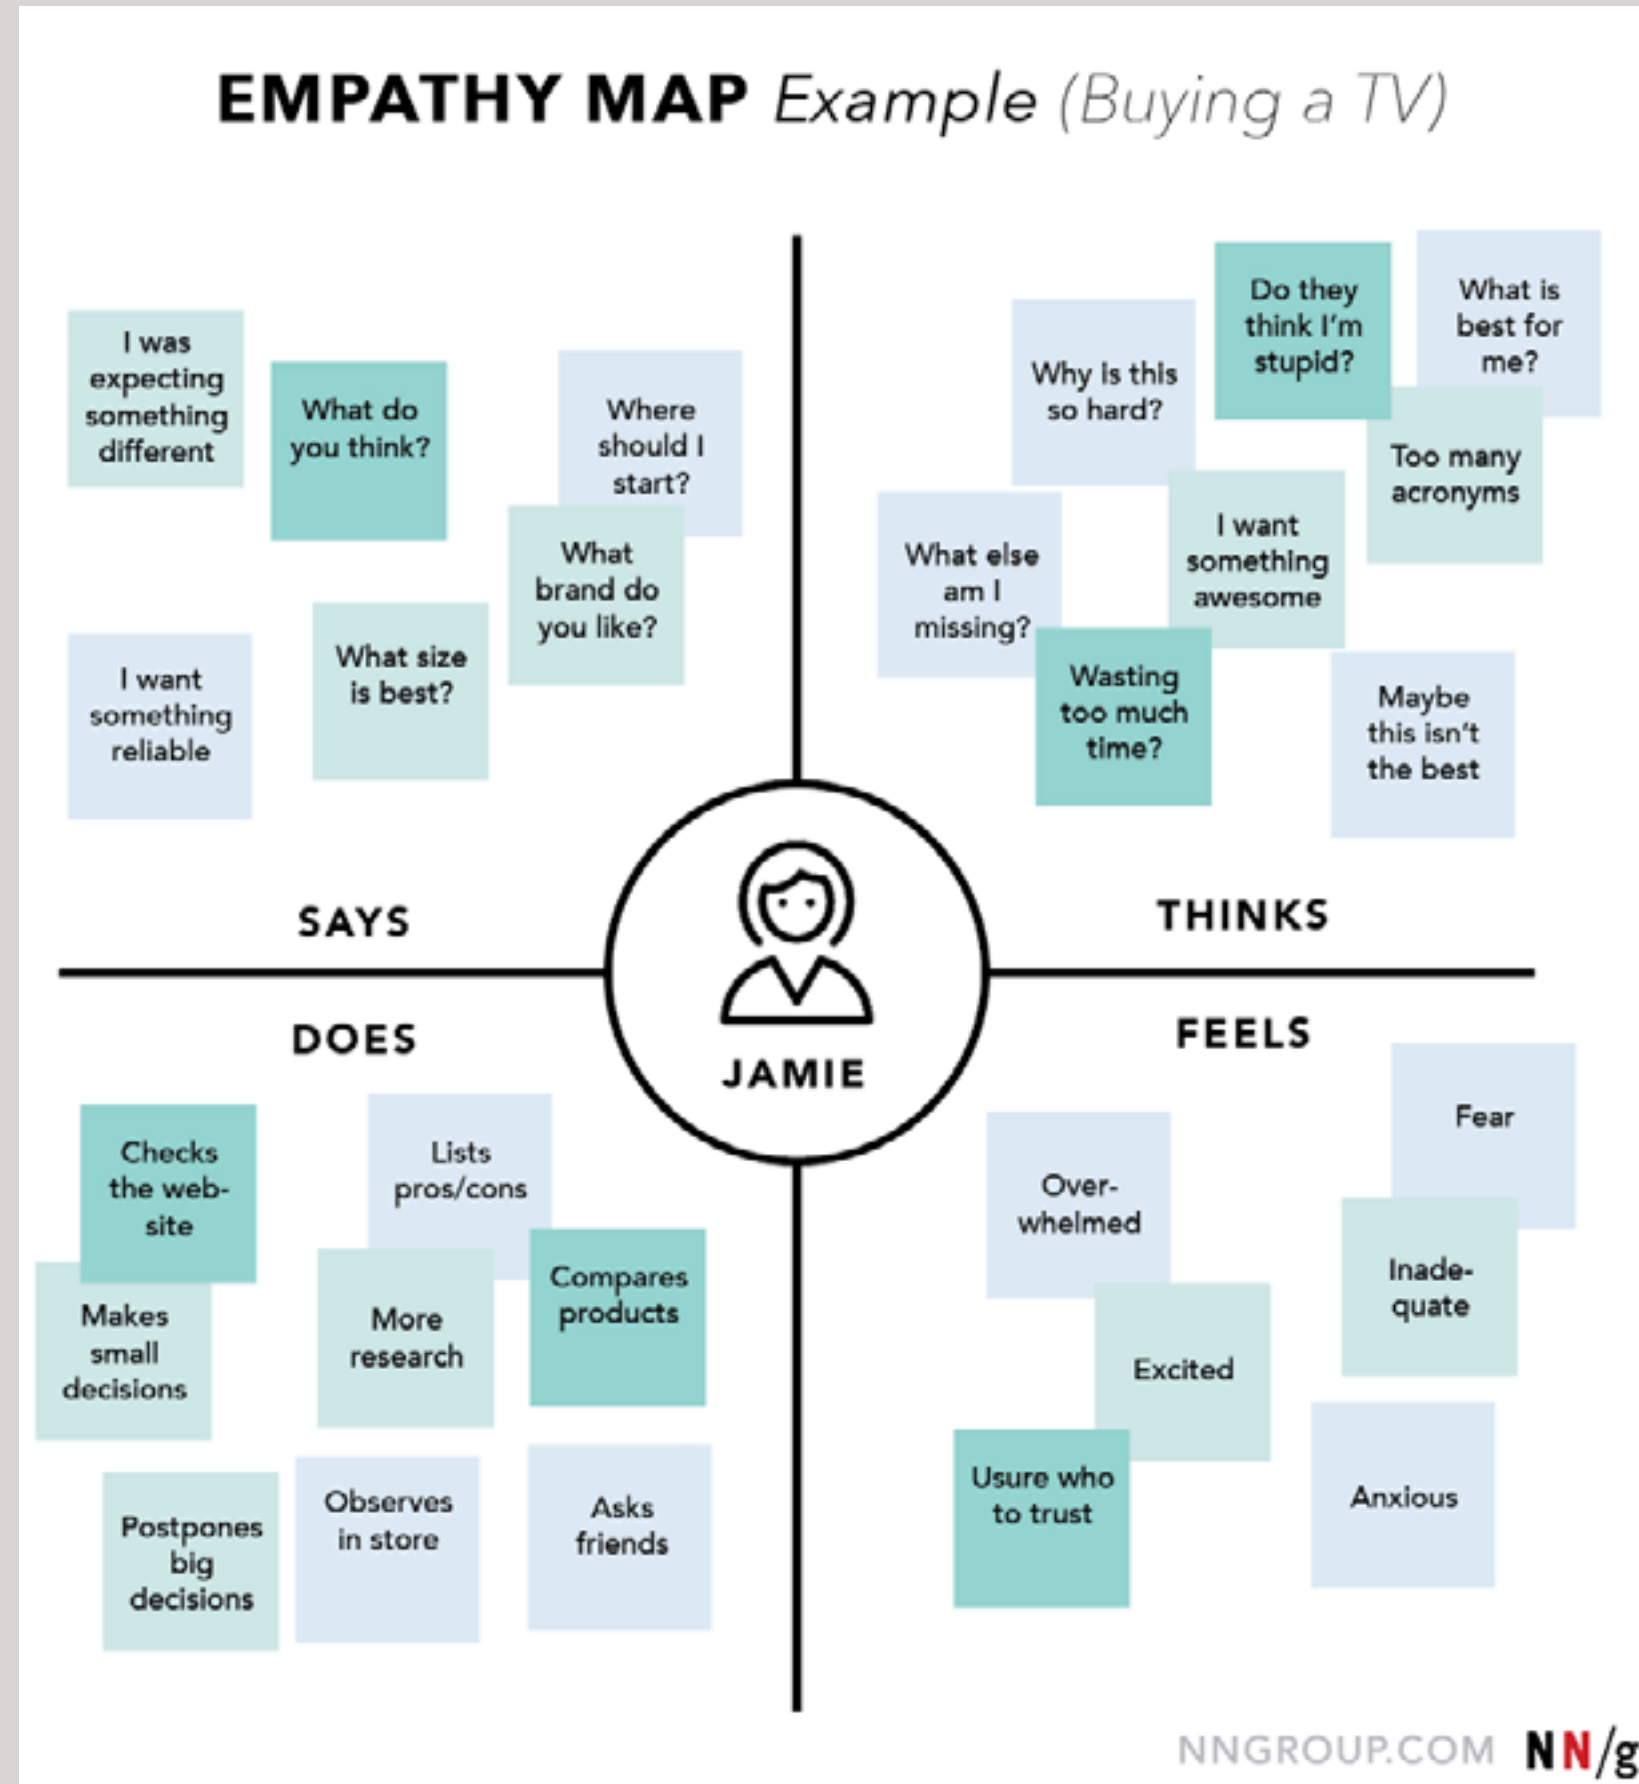 EMPATHY MAP Example (Buying a TV)
I was
expecting
something
different
What do
you think?
Where
should I
start?
What
brand do
you like?
What size
is best?
I want
something
reliable
SAYS
Why is this
so hard?
Do they
think I'm
stupid?
What is
best for
me?
Too many
acronyms
I want
something
awesome
What else
am I
missing?
Wasting
too much
time?
Maybe
this isn't
the best
THINKS
JAMIE
DOES
Checks
the web-
site
Lists
pros/cons
Compares
products
More
research
Makes
small
decisions
Postpones
big
decisions
Observes
in store
Asks
friends
FEELS
Fear
Over-
whelmed
Inade-
quate
Excited
Usure who
to trust
Anxious
NNGROUP.COM NN/g